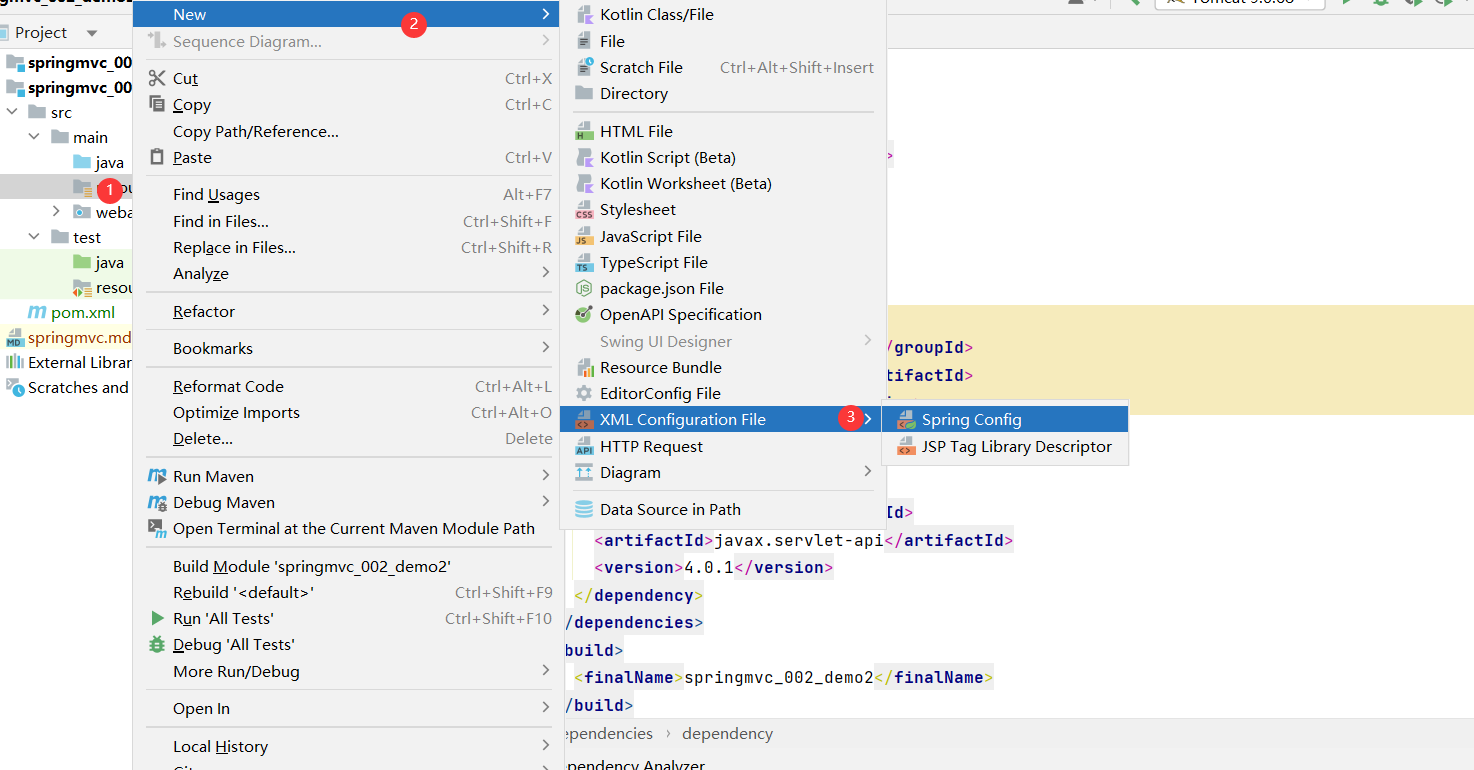 Project
springmvc_00
springmvc_00
src
main
java
1
weba
test
java
resou
pom.xml
springmvc.md
External Librar
Scratches and
New
2
Sequence Diagram...
Cut Ctrl+X
Copy Ctrl+C
Copy Path/Reference...
Paste Ctrl+V
Find Usages Alt+F7
Find in Files... Ctrl+Shift+F
Replace in Files... Ctrl+Shift+R
Analyze
Refactor
Bookmarks
Reformat Code Ctrl+Alt+L
Optimize Imports Ctrl+Alt+O
Delete... Delete
Run Maven
Debug Maven
Open Terminal at the Current Maven Module Path
Build Module 'springmvc_002_demo2'
Rebuild '<default>' Ctrl+Shift+F9
Run 'All Tests' Ctrl+Shift+F10
Debug 'All Tests'
More Run/Debug
Open In
Local History
Kotlin Class/File
File
Scratch File Ctrl+Alt+Shift+Insert
Directory
HTML File
Kotlin Script (Beta)
Kotlin Worksheet (Beta)
Stylesheet
JavaScript File
TypeScript File
package.json File
OpenAPI Specification
Swing UI Designer
Resource Bundle
EditorConfig File
XML Configuration File 3
HTTP Request
Diagram
Data Source in Path
Spring Config
JSP Tag Library Descriptor
>
/groupId>
tifactId>
Id>
<artifactId>javax.servlet-api</artifactId>
<version>4.0.1</version>
</dependency>
/dependencies>
build>
<finalName>springmvc_002_demo2</finalName>
/build>
ependencies › dependency
pendency Analyzer